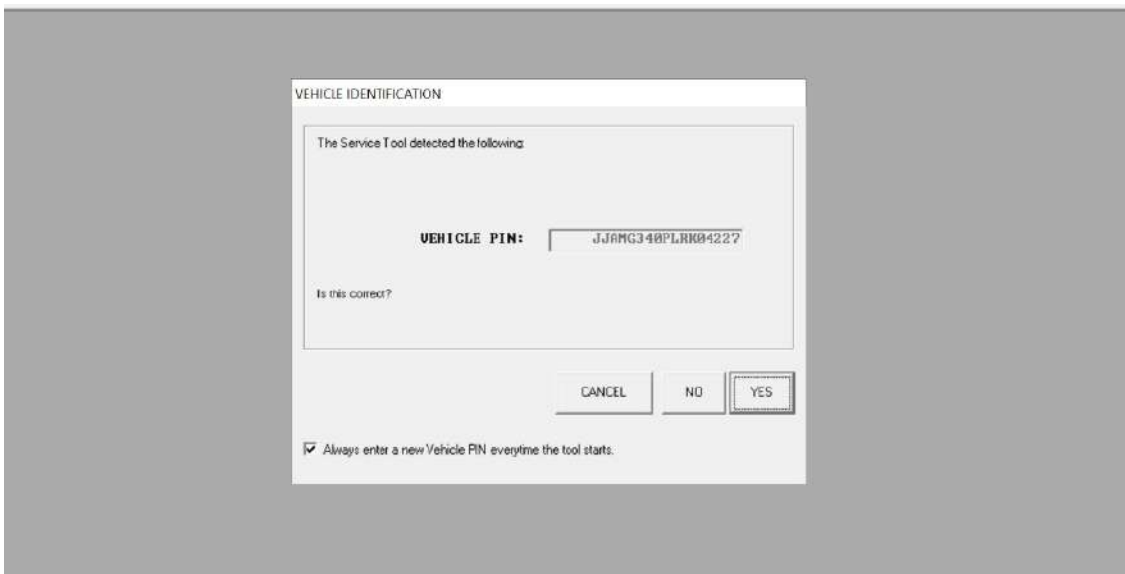 VEHICLE IDENTIFICATION
The Service Tool detected the following:
VEHICLE PIN: JJAMG340PLRK04227
Is this correct?
CANCEL NO YES
Always enter a new Vehicle PIN everytime the tool starts.